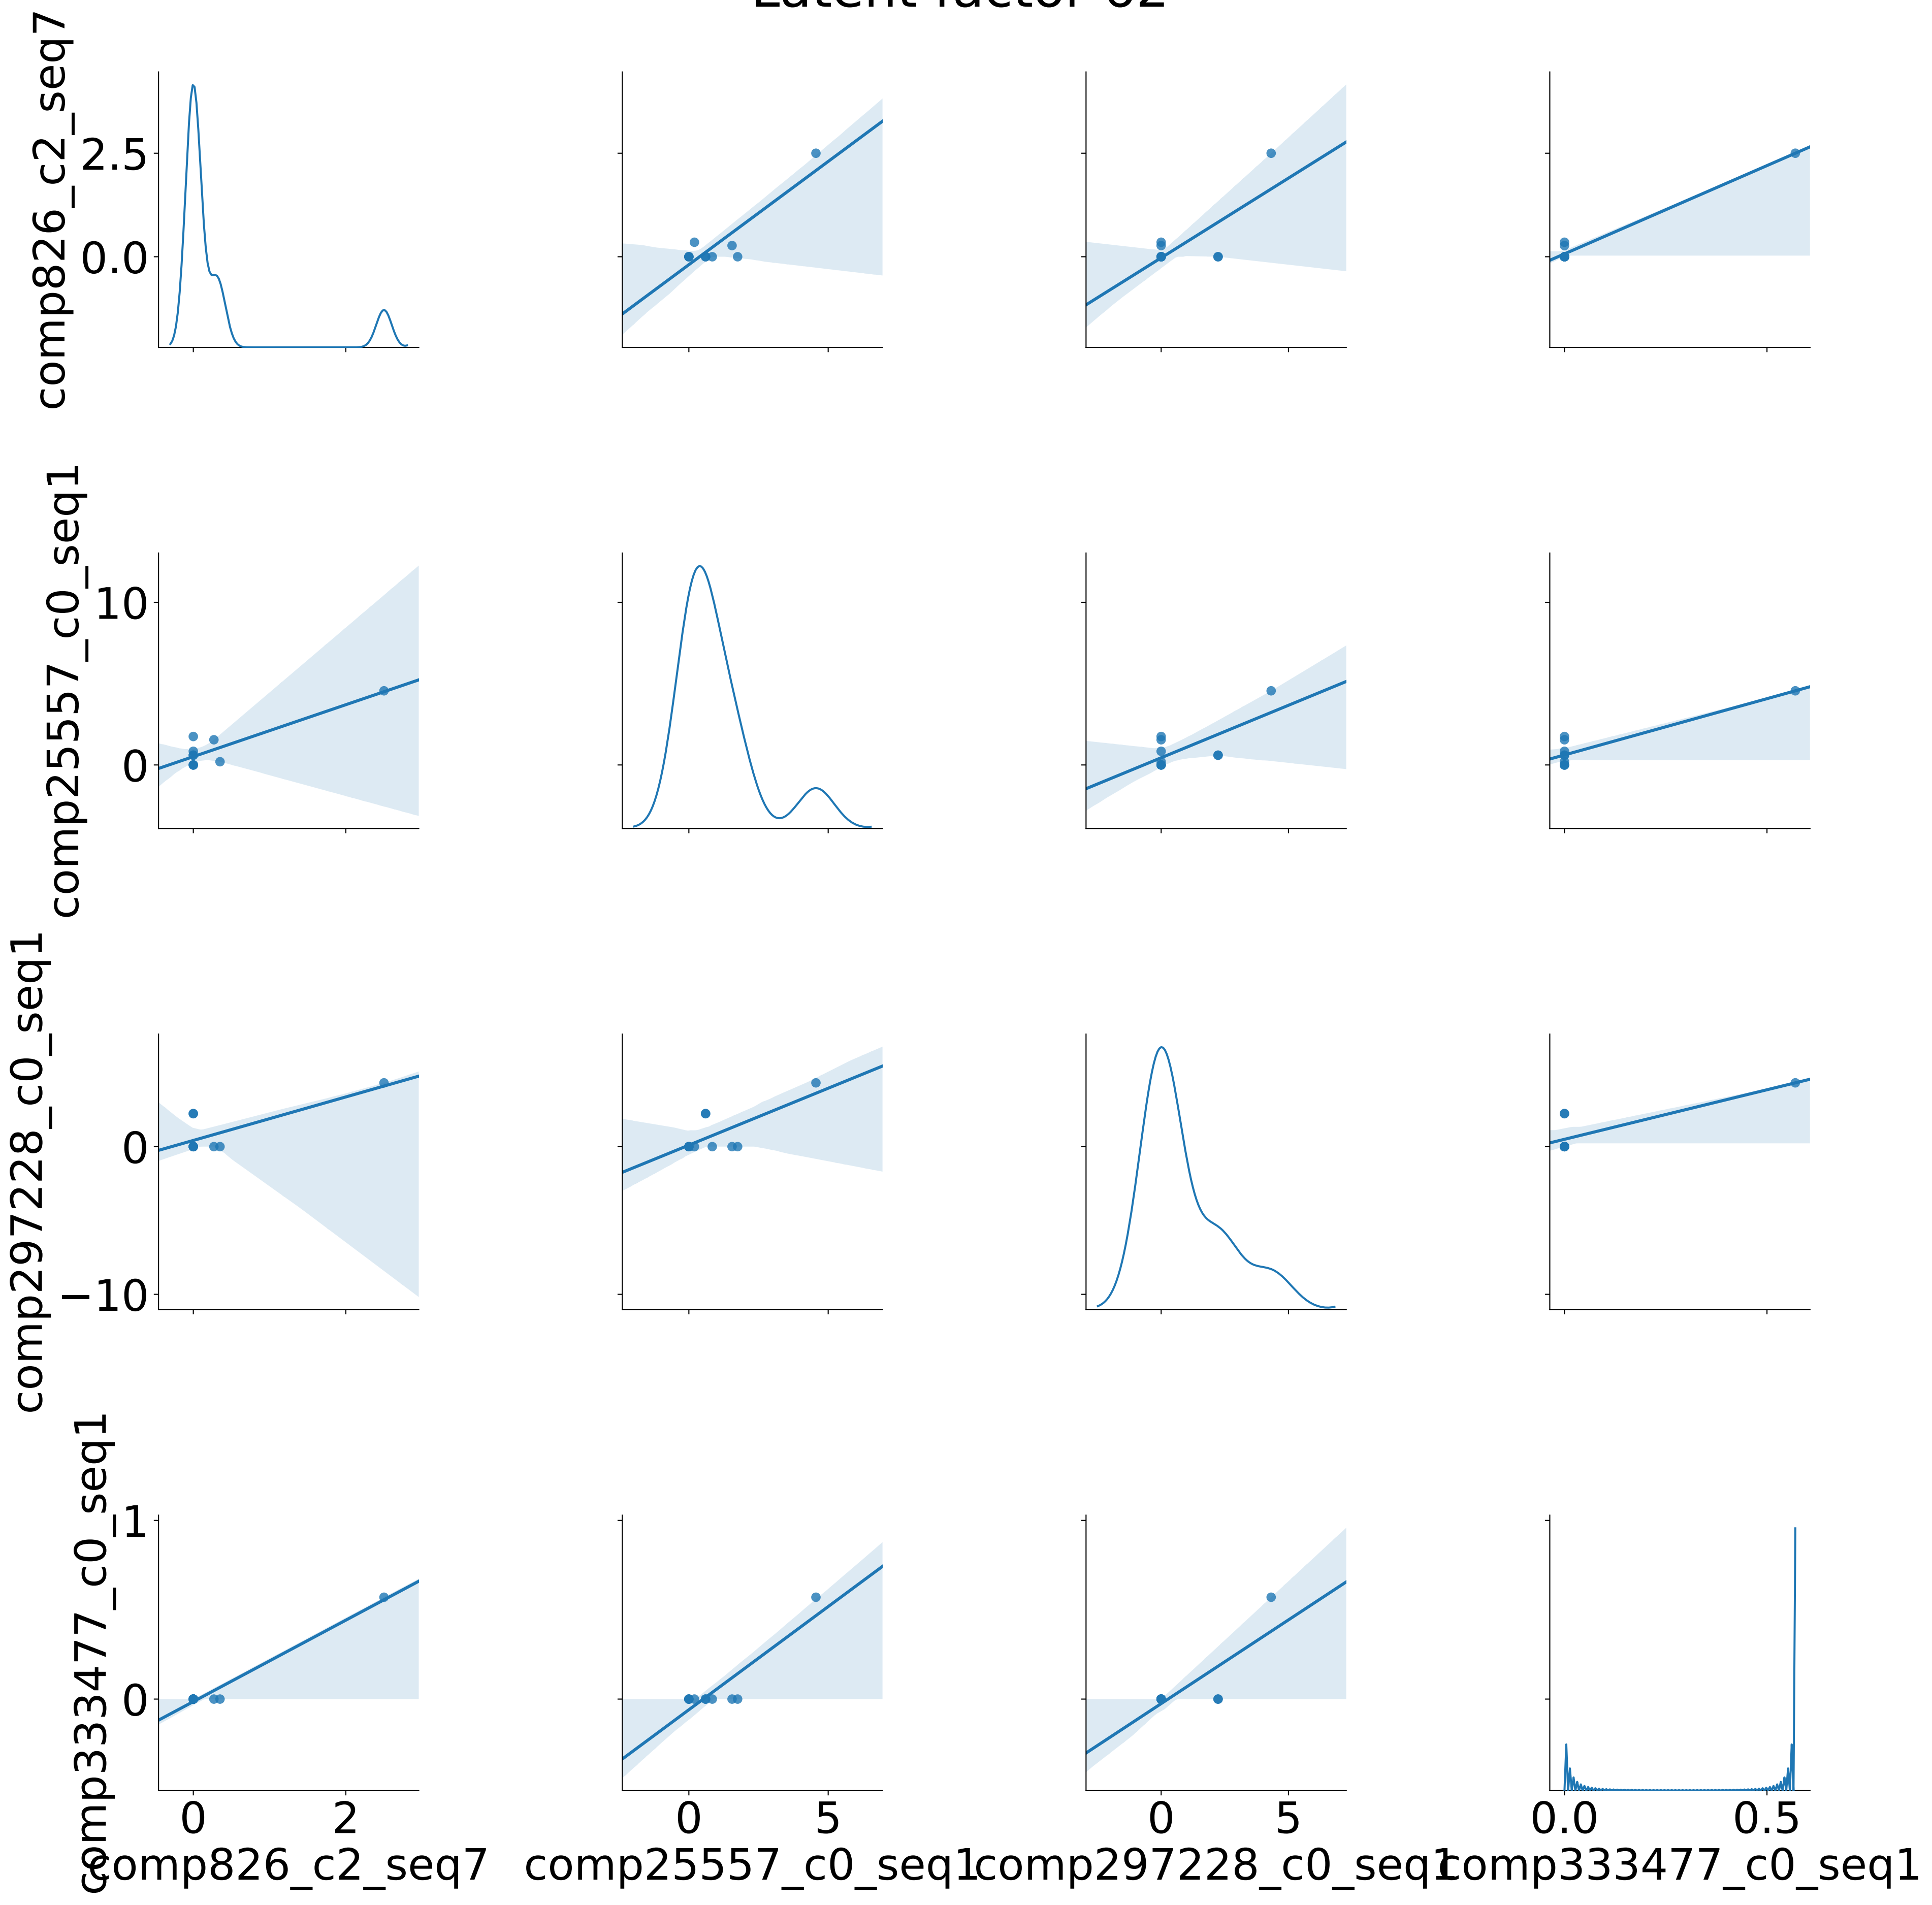 Latent factor 62
comp826_c2_seq7
2.5
0.0
comp25557_c0_seq1
10
0
comp297228_c0_seq1
0
−10
comp333477_c0_seq1
1
0
0
2
0
5
0
5
0.0
0.5
comp826_c2_seq7
comp25557_c0_seq1
comp297228_c0_seq1
comp333477_c0_seq1